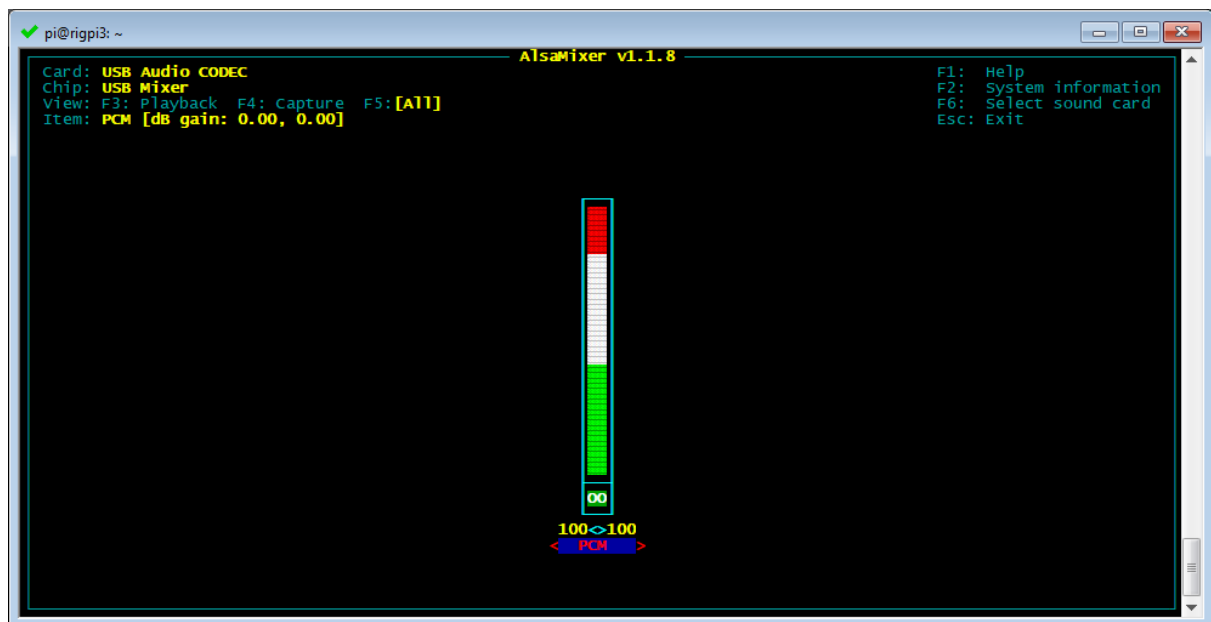 pi@rigpi3: ~
AlsaMixer v1.1.8
Card: USB Audio CODEC
Chip: USB Mixer
View: F3: Playback F4: Capture F5:[All]
Item: PCM [dB gain: 0.00, 0.00]
F1: Help
F2: System information
F6: Select sound card
Esc: Exit
OO
100<>100
< PCM >